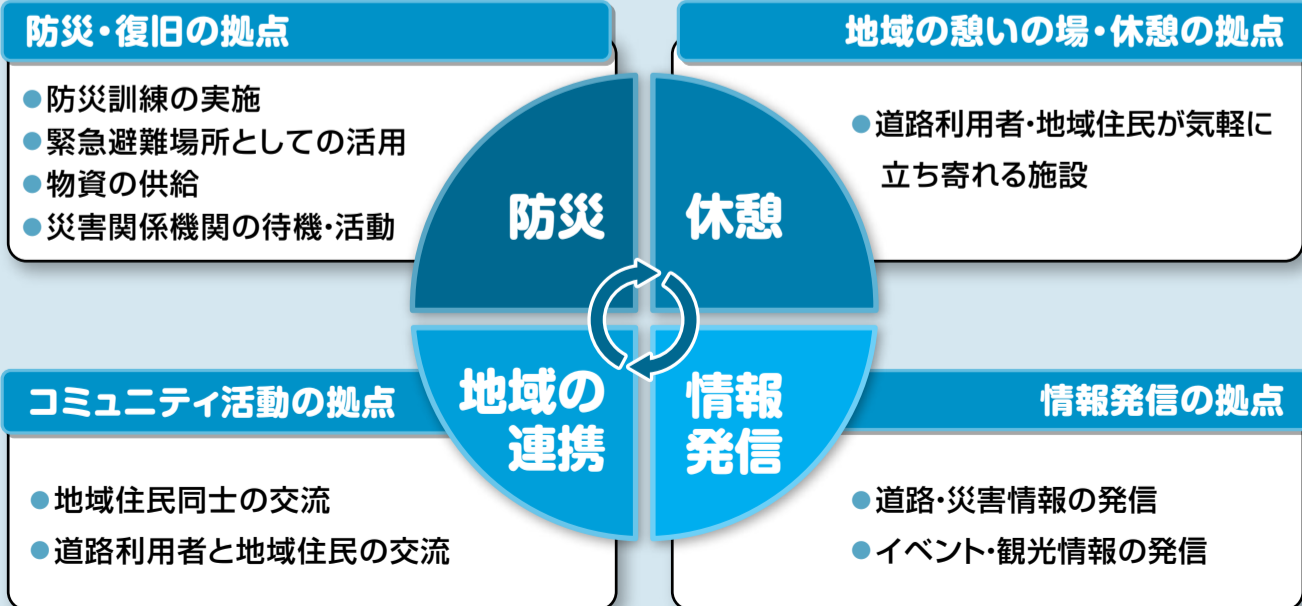 防災・復旧の拠点
●防災訓練の実施
●緊急避難場所としての活用
●物資の供給
●災害関係機関の待機・活動
地域の憩いの場・休憩の拠点
●道路利用者・地域住民が気軽に
立ち寄れる施設
防災
休憩
地域の
連携
情報
発信
コミュニティ活動の拠点
●地域住民同士の交流
●道路利用者と地域住民の交流
情報発信の拠点
●道路・災害情報の発信
●イベント・観光情報の発信